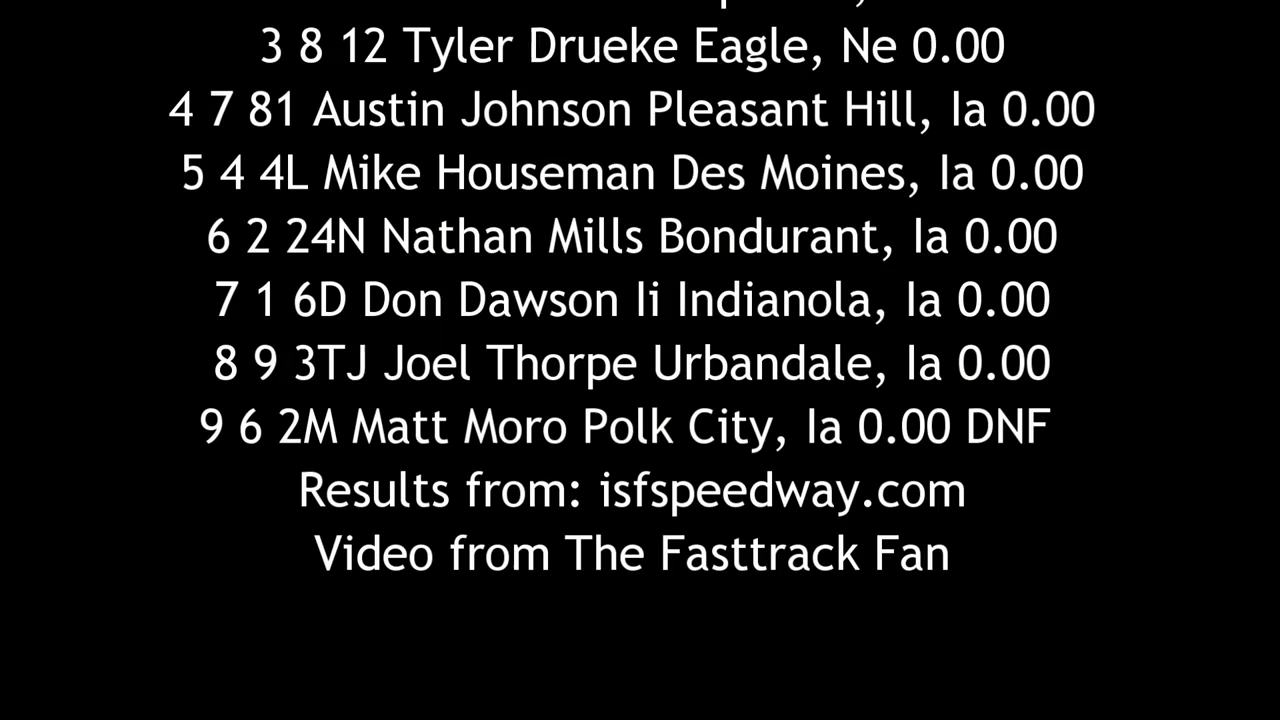 3 8 12 Tyler Drueke Eagle, Ne 0.00
4 7 81 Austin Johnson Pleasant Hill, Ia 0.00
5 4 4L Mike Houseman Des Moines, Ia 0.00
6 2 24N Nathan Mills Bondurant, Ia 0.00
7 1 6D Don Dawson Ii Indianola, Ia 0.00
8 9 3TJ Joel Thorpe Urbandale, Ia 0.00
9 6 2M Matt Moro Polk City, Ia 0.00 DNF
Results from: isfspeedway.com
Video from The Fasttrack Fan